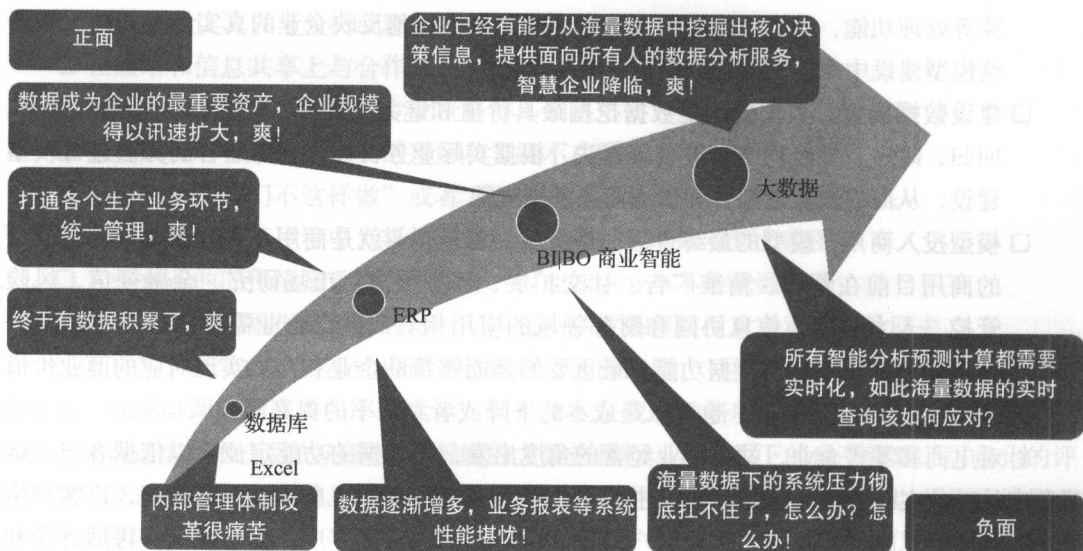 正面
企业已经有能力从海量数据中挖掘出核心决
策信息，提供面向所有人的数据分析服务，
智慧企业降临，爽！
数据成为企业的最重要资产，企业规模
得以讯速扩大，爽！
打通各个生产业务环节，
统一管理，爽！
终于有数据积累了，爽！
大数据
BI|BO 商业智能
ERP
数据库
Excel
所有智能分析预测计算都需要
实时化，如此海量数据的实时
查询该如何应对？
内部管理体制改
革很痛苦
数据逐渐增多，业务报表等系统
性能堪忧！
海量数据下的系统压力彻
底扛不住了，怎么办？怎
么办！
负面